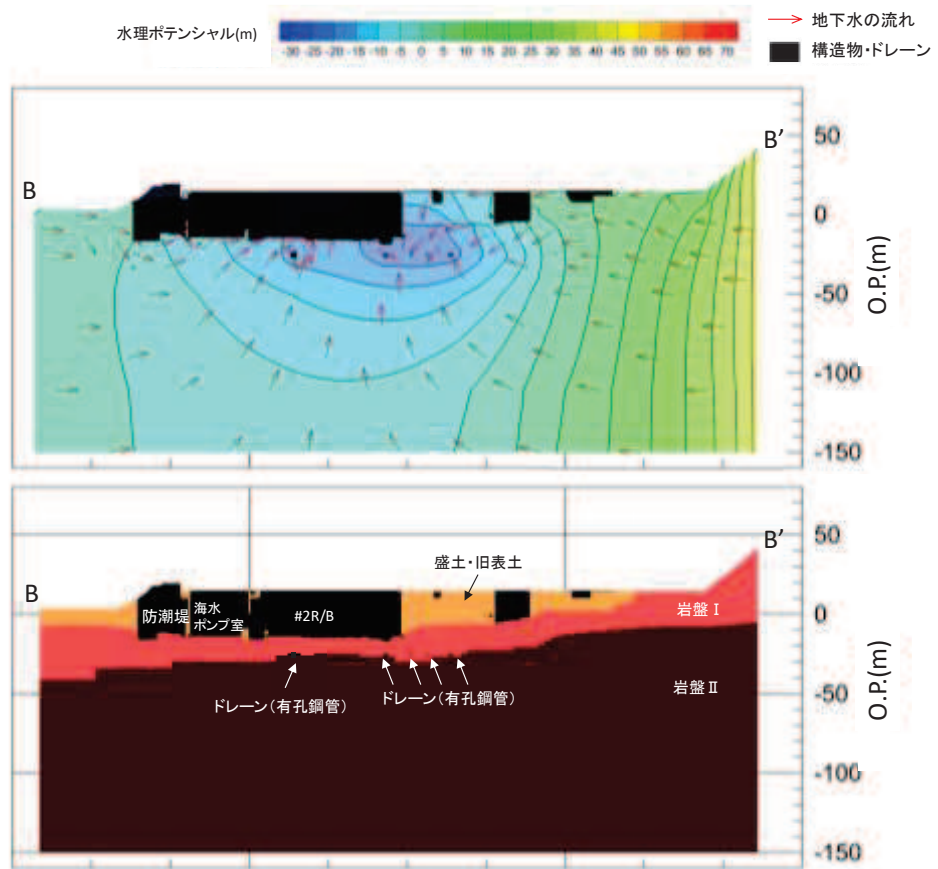 水理ポテンシャル(m)
-30 -25 -20 -15 -10 -5 0 5 10 15 20 25 30 35 40 45 50 55 60 65 70
地下水の流れ
構造物・ドレーン
B
B’
50
0
-50
-100
-150
O.P.(m)
B
B’
盛土・旧表土
防潮堤
海水
ポンプ室
#2R/B
岩盤Ⅰ
ドレーン(有孔鋼管)
ドレーン(有孔鋼管)
岩盤Ⅱ
50
0
-50
-100
-150
O.P.(m)